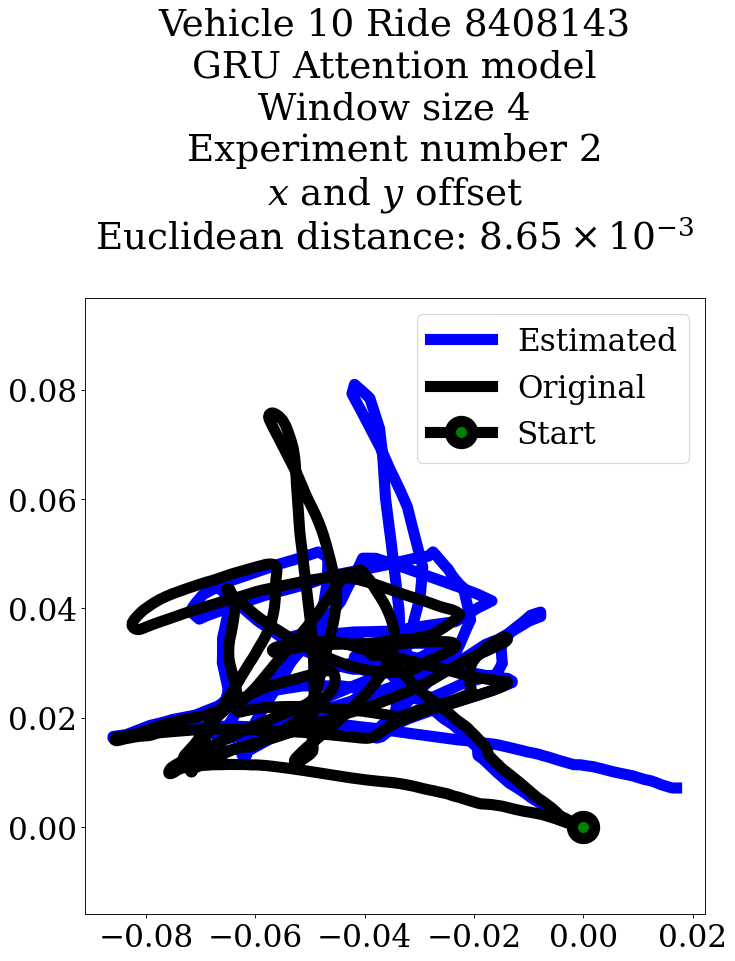 Vehicle 10 Ride 8408143
GRU Attention model
Window size 4
Experiment number 2
x and y offset
Euclidean distance: 8.65 × 10⁻³
Estimated
Original
Start
0.08
0.06
0.04
0.02
0.00
−0.08 −0.06 −0.04 −0.02 0.00 0.02